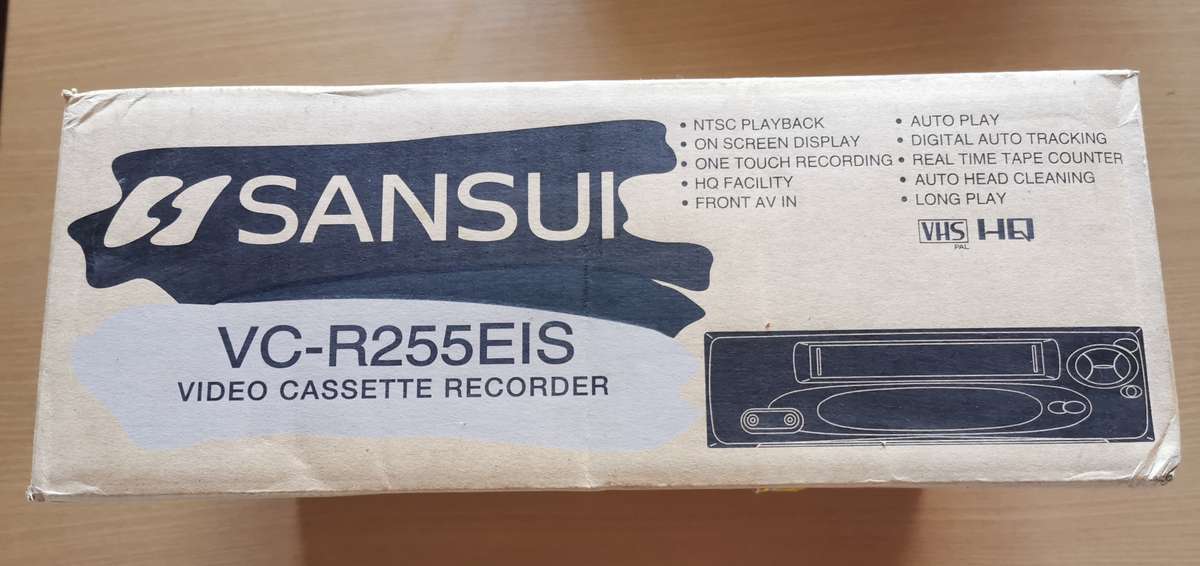 SANSUI
VC-R255EIS
VIDEO CASSETTE RECORDER
• NTSC PLAYBACK
• ON SCREEN DISPLAY
• ONE TOUCH RECORDING
• HQ FACILITY
• FRONT AV IN
• AUTO PLAY
• DIGITAL AUTO TRACKING
• REAL TIME TAPE COUNTER
• AUTO HEAD CLEANING
• LONG PLAY
VHS HQ
PAL